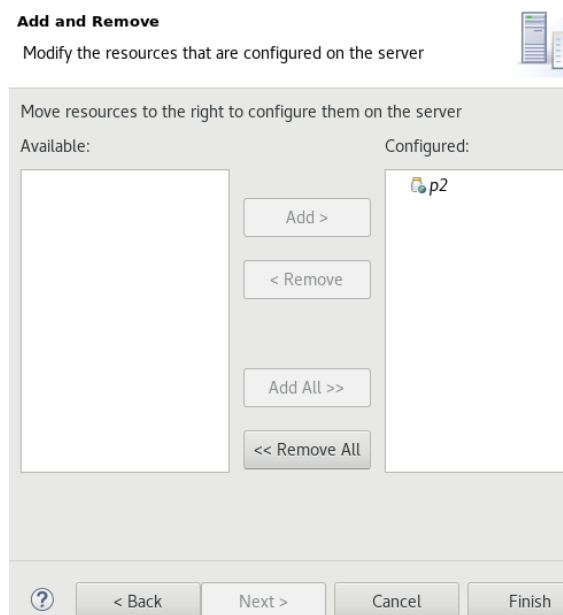 Add and Remove
Modify the resources that are configured on the server
Move resources to the right to configure them on the server
Available:
Configured:
p2
Add >
< Remove
Add All >>
<< Remove All
?
< Back
Next >
Cancel
Finish